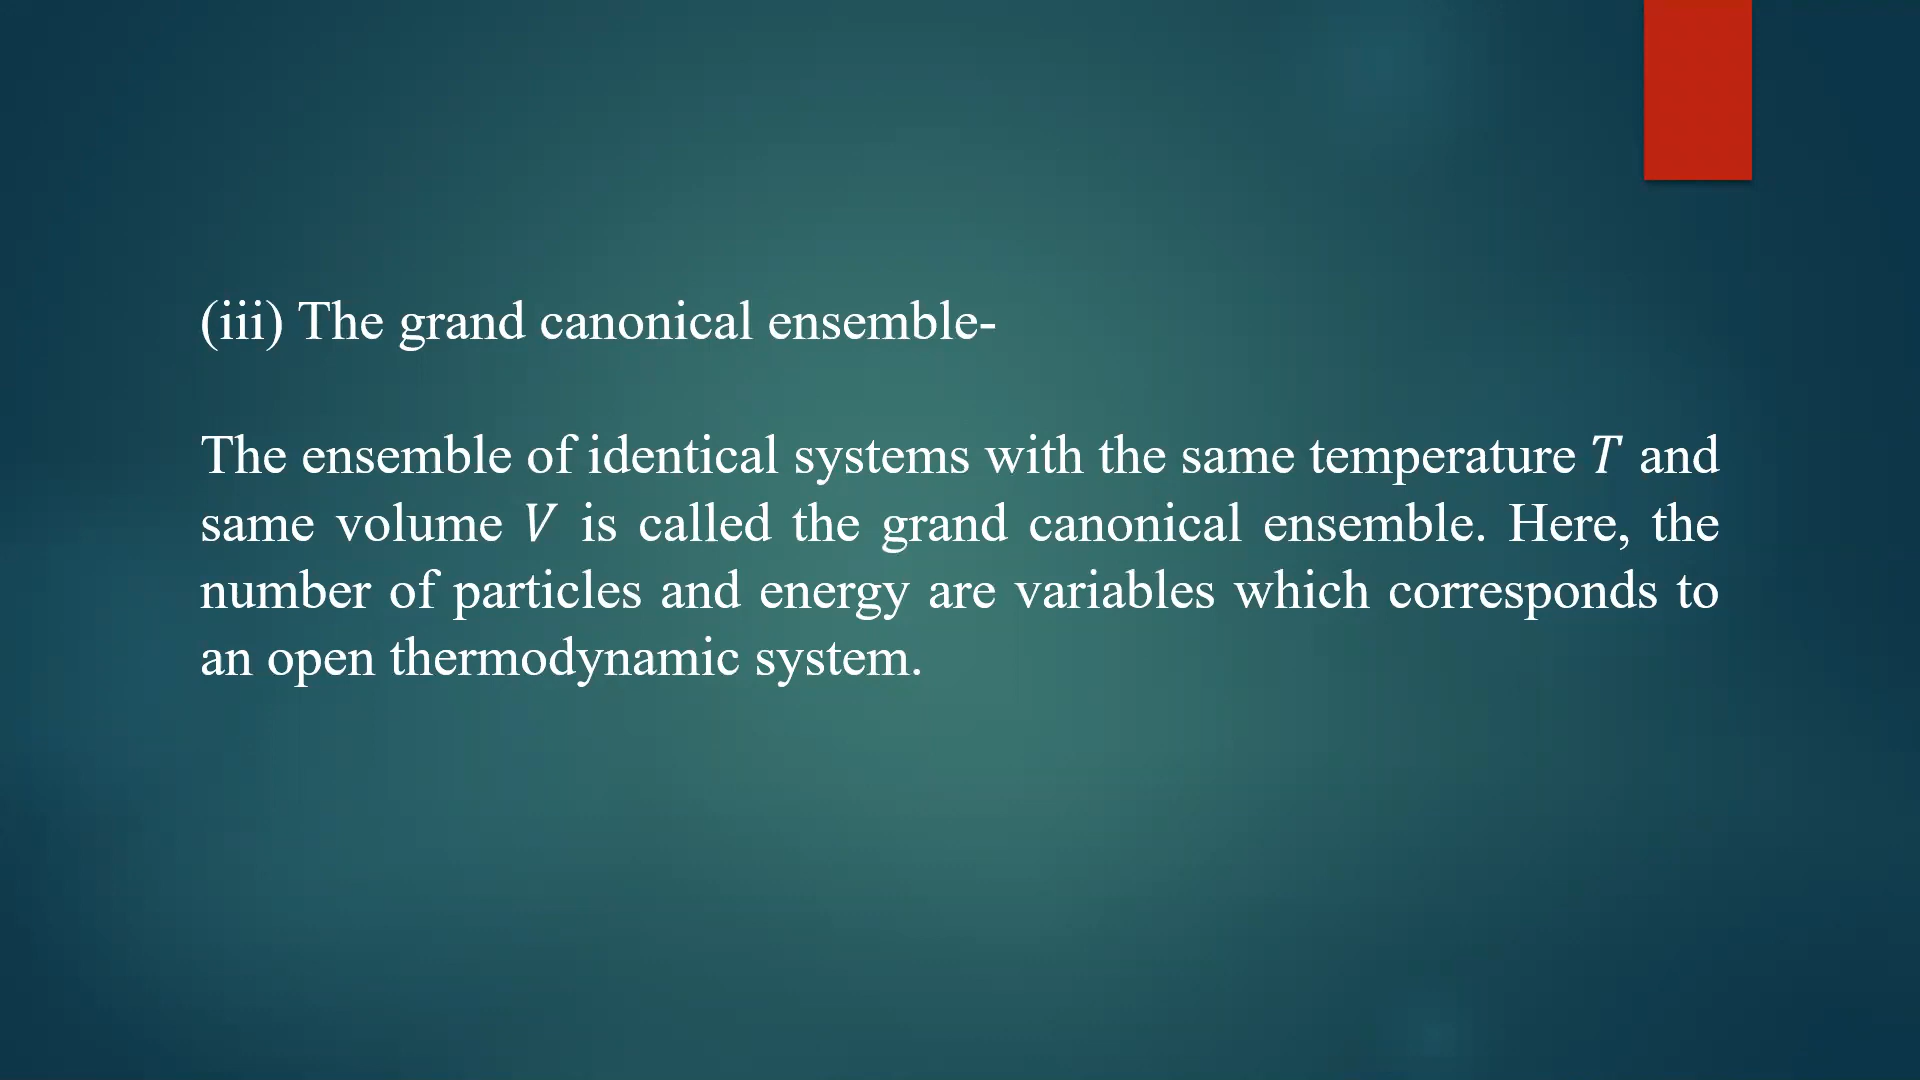 (iii) The grand canonical ensemble-
The ensemble of identical systems with the same temperature T and
same volume V is called the grand canonical ensemble. Here, the
number of particles and energy are variables which corresponds to
an open thermodynamic system.